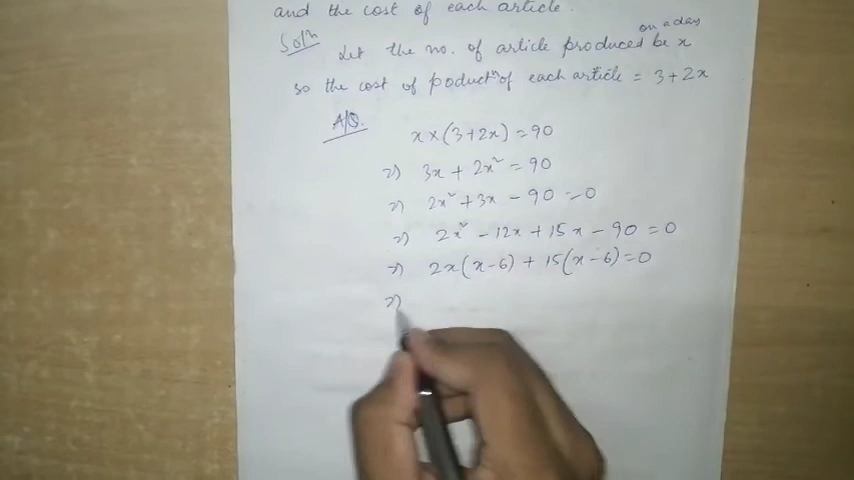 and the cost of each article.
Solⁿ
on a day
Let the no. of article produced be x
so the cost of poductⁿ of each article = 3+2x
A/Q.
x×(3+2x)=90
⇒) 3x + 2x² = 90
⇒) 2x² + 3x - 90 = 0
⇒) 2x² - 12x + 15x - 90 = 0
⇒) 2x(x-6) + 15(x-6) = 0
⇒)